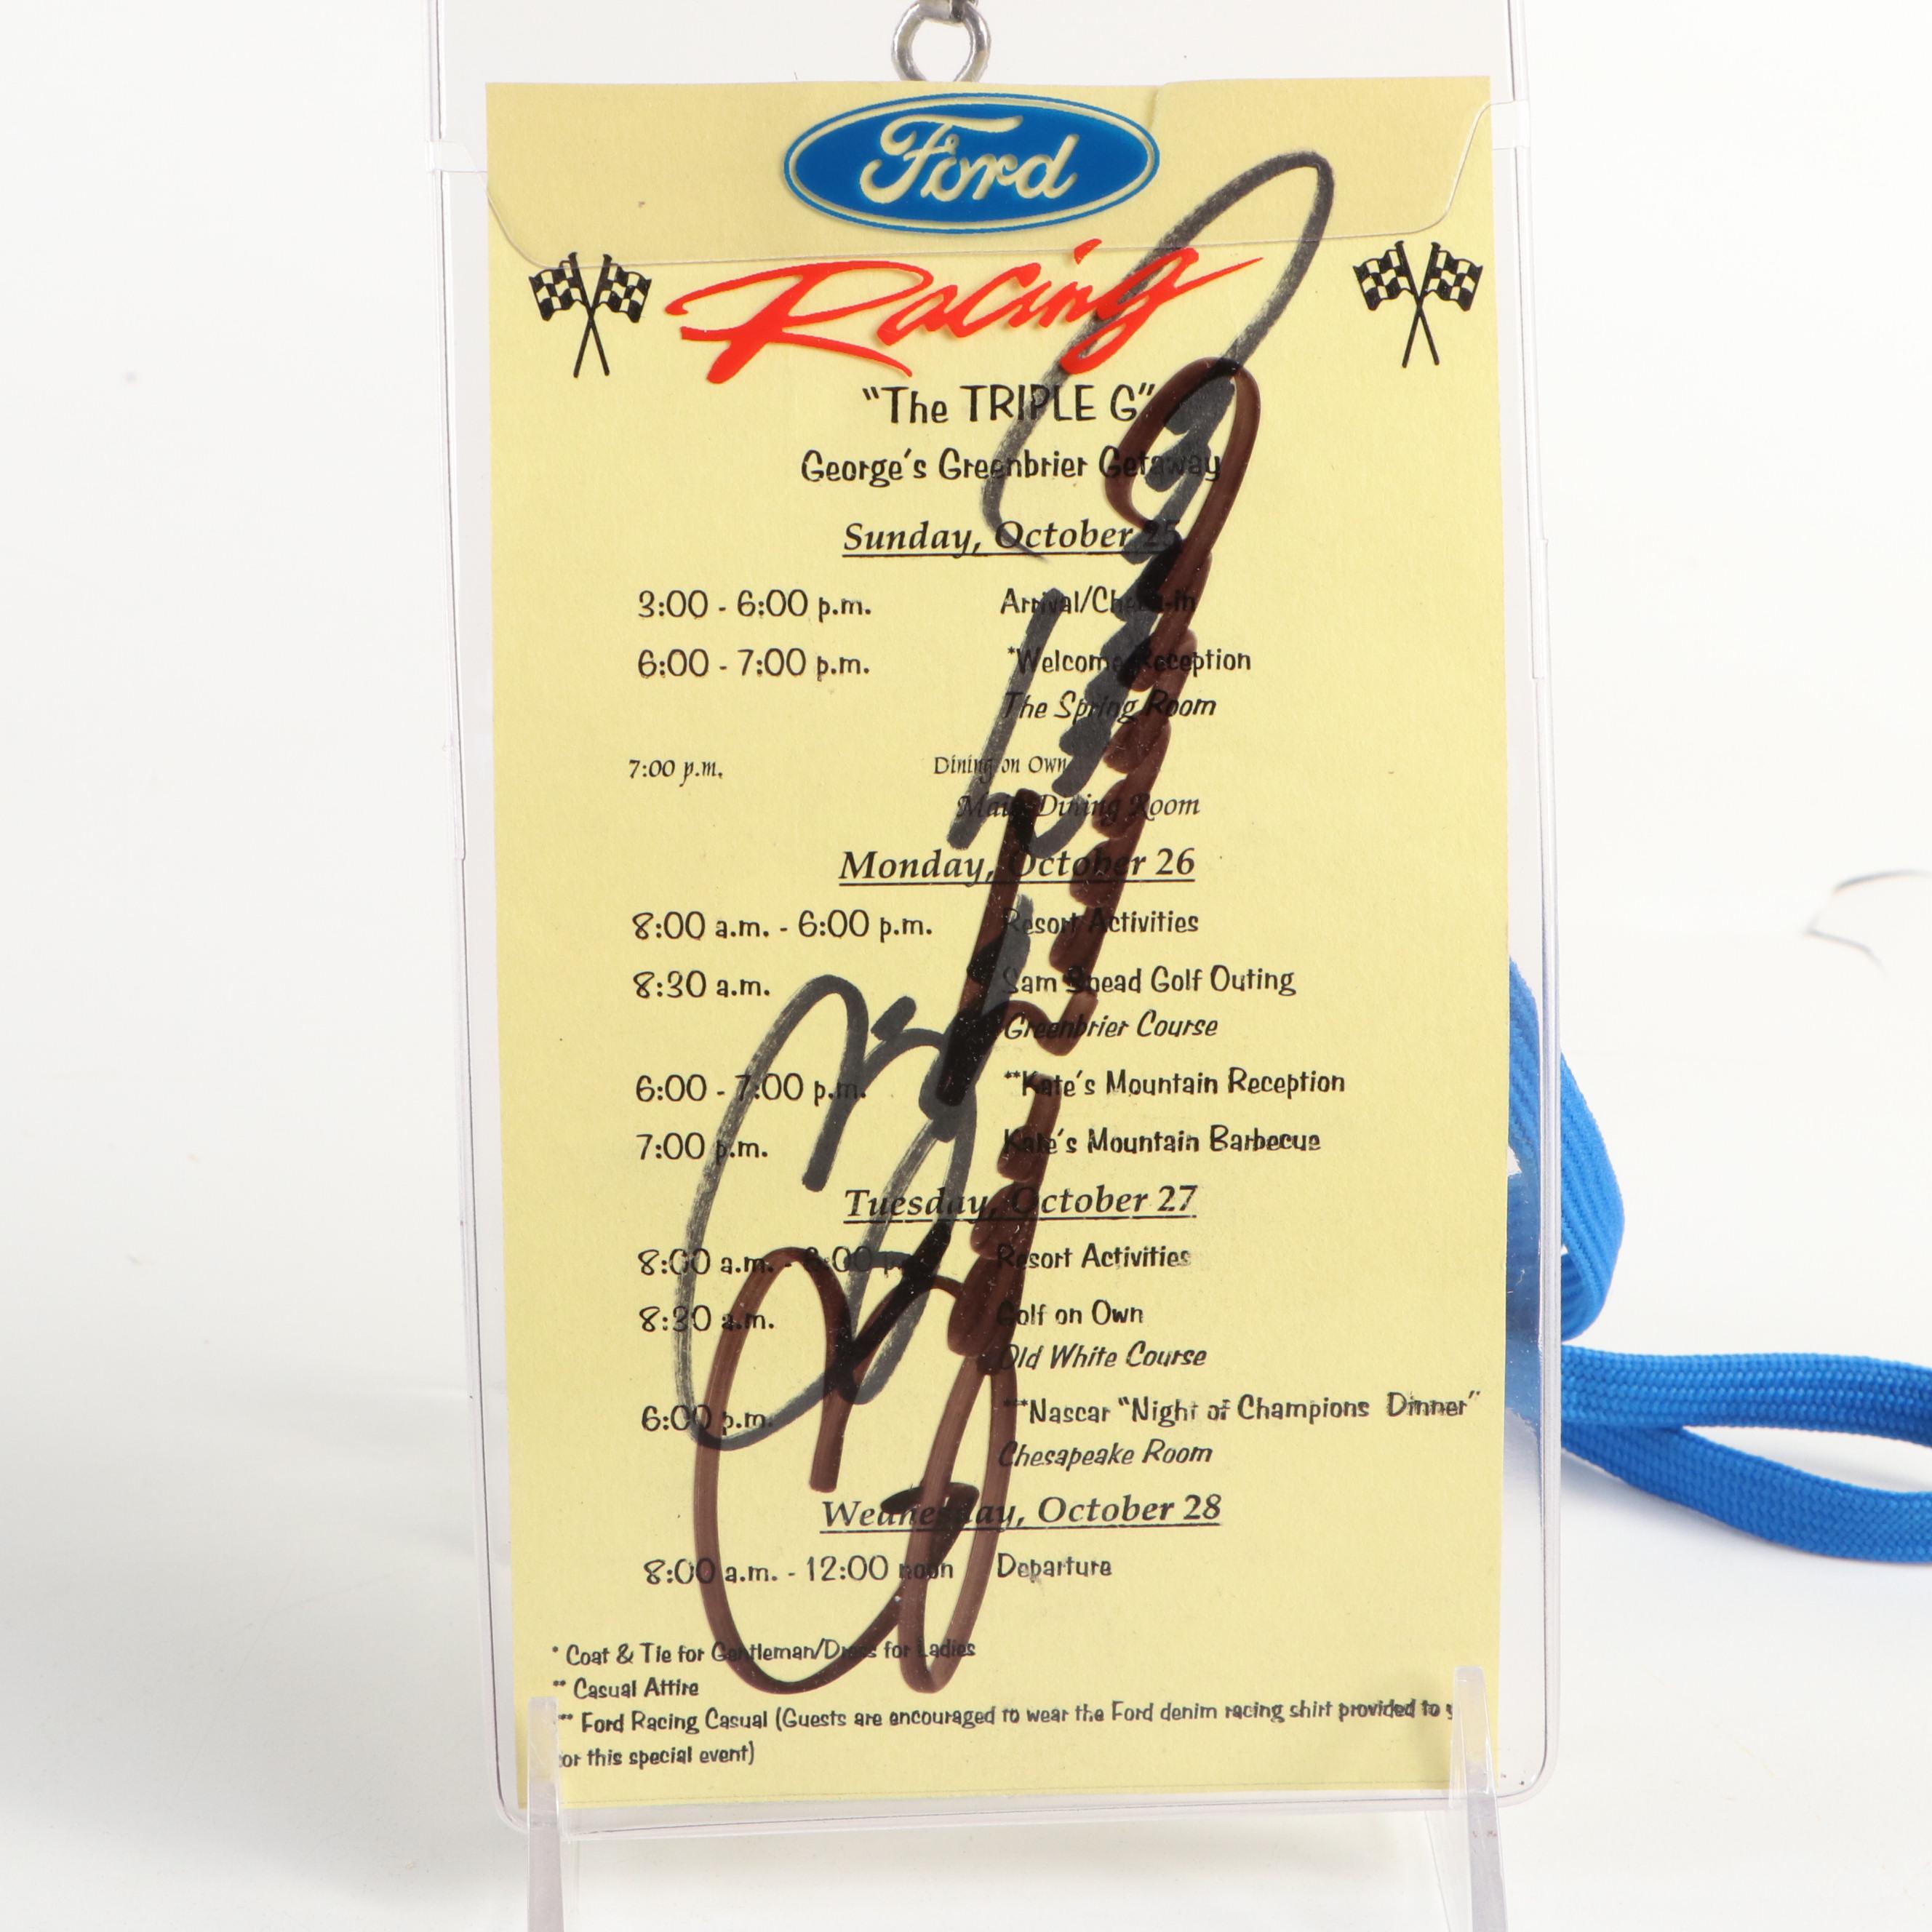 Ford
Racing
"The TRIPLE G"
George's Greenbrier Getaway
Sunday, October 25
3:00 - 6:00 p.m. Arrival/Check-in
6:00 - 7:00 p.m. *Welcome Reception
The Spring Room
7:00 p.m. Dining on Own
Main Dining Room
Monday, October 26
8:00 a.m. - 6:00 p.m. Resort Activities
8:30 a.m. Sam Snead Golf Outing
Greenbrier Course
6:00 - 7:00 p.m. **Kate's Mountain Reception
7:00 p.m. Kate's Mountain Barbecue
Tuesday, October 27
8:00 a.m. - 6:00 p.m. Resort Activities
8:30 a.m. Golf on Own
Old White Course
6:00 p.m. ***Nascar "Night of Champions Dinner"
Chesapeake Room
Wednesday, October 28
8:00 a.m. - 12:00 noon Departure
* Coat & Tie for Gentleman/Dress for Ladies
** Casual Attire
*** Ford Racing Casual (Guests are encouraged to wear the Ford denim racing shirt provided to
for this special event)